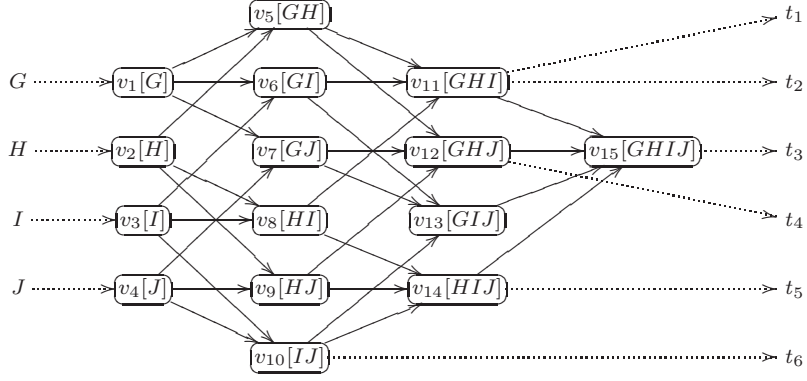 v5[GH] t1
G v1[G] v6[GI] v11[GHI] t2
H v2[H] v7[GJ] v12[GHJ] v15[GHIJ] t3
I v3[I] v8[HI] v13[GIJ] t4
J v4[J] v9[HJ] v14[HIJ] t5
v10[IJ] t6